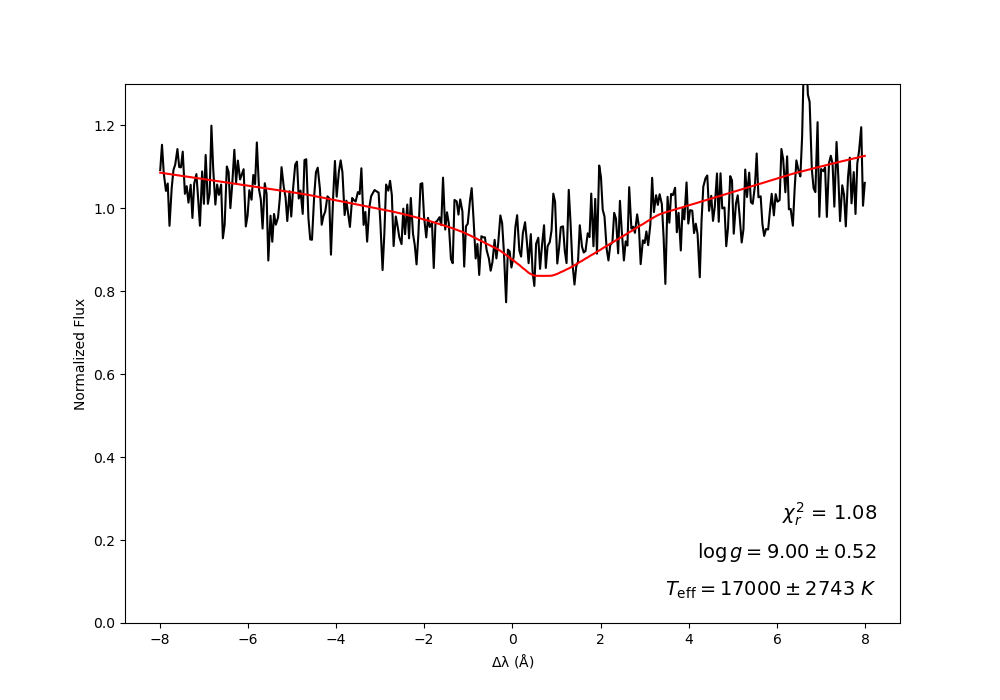 1.2
1.0
0.8
0.6
0.4
0.2
0.0
Normalized Flux
χ²ᵣ = 1.08
log g = 9.00 ± 0.52
T_eff = 17000 ± 2743 K
−8 −6 −4 −2 0 2 4 6 8
Δλ (Å)